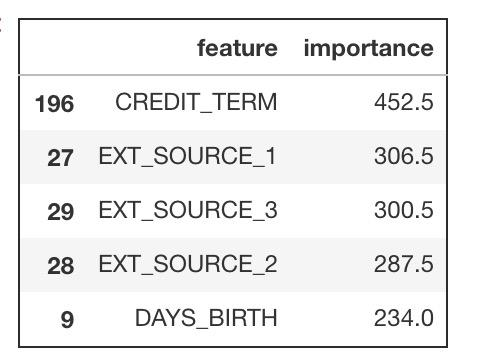 feature importance
196 CREDIT_TERM 452.5
27 EXT_SOURCE_1 306.5
29 EXT_SOURCE_3 300.5
28 EXT_SOURCE_2 287.5
9 DAYS_BIRTH 234.0